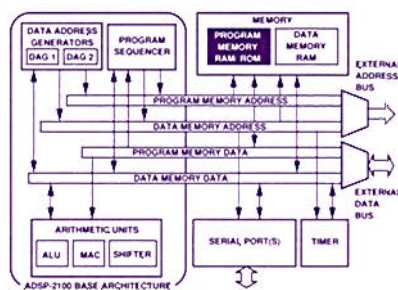 DATA ADDRESS
GENERATORS
DAG 1
DAG 2
PROGRAM
SEQUENCER
MEMORY
PROGRAM
MEMORY
RAM/ROM
DATA
MEMORY
RAM
EXTERNAL
ADDRESS
BUS
PROGRAM MEMORY ADDRESS
DATA MEMORY ADDRESS
PROGRAM MEMORY DATA
DATA MEMORY DATA
EXTERNAL
DATA
BUS
ARITHMETIC UNITS
ALU
MAC
SHIFTER
SERIAL PORT(S)
TIMER
ADSP-2100 BASE ARCHITECTURE